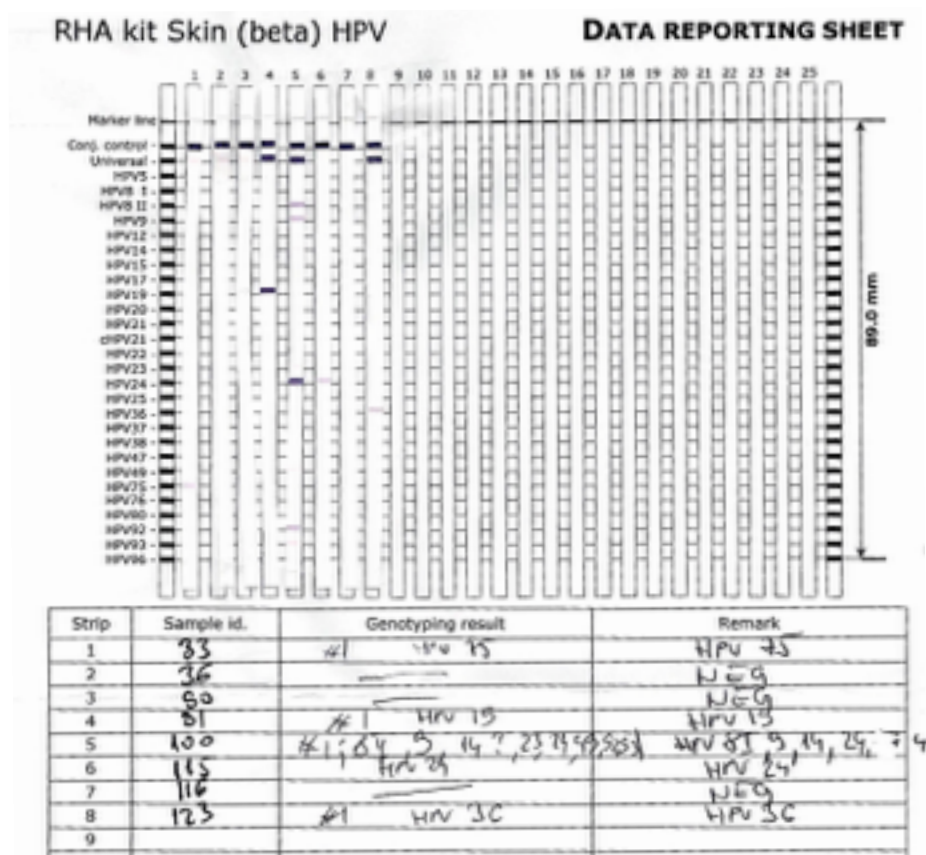 RHA kit Skin (beta) HPV DATA REPORTING SHEET
1 2 3 4 5 6 7 8 9 10 11 12 13 14 15 16 17 18 19 20 21 22 23 24 25
Marker line
Conj. control
Universal
HPV5
HPV8 I
HPV8 II
HPV9
HPV12
HPV14
HPV15
HPV17
HPV19
HPV20
HPV21
cHPV21
HPV22
HPV23
HPV24
HPV25
HPV36
HPV37
HPV38
HPV47
HPV49
HPV75
HPV76
HPV80
HPV92
HPV93
HPV96
89.0 mm
Strip Sample id. Genotyping result Remark
1 83 #1 HPV 75 HPV 75
2 36 NEG
3 NEG
4 81 #1 HPV 19 HPV 19
5 100 #1 9, 14 ?, 23 24 HPV 9, 14, 24,
6 115 HPV 24 HPV 24
7 116 NEG
8 123 #1 HPV 36 HPV 36
9